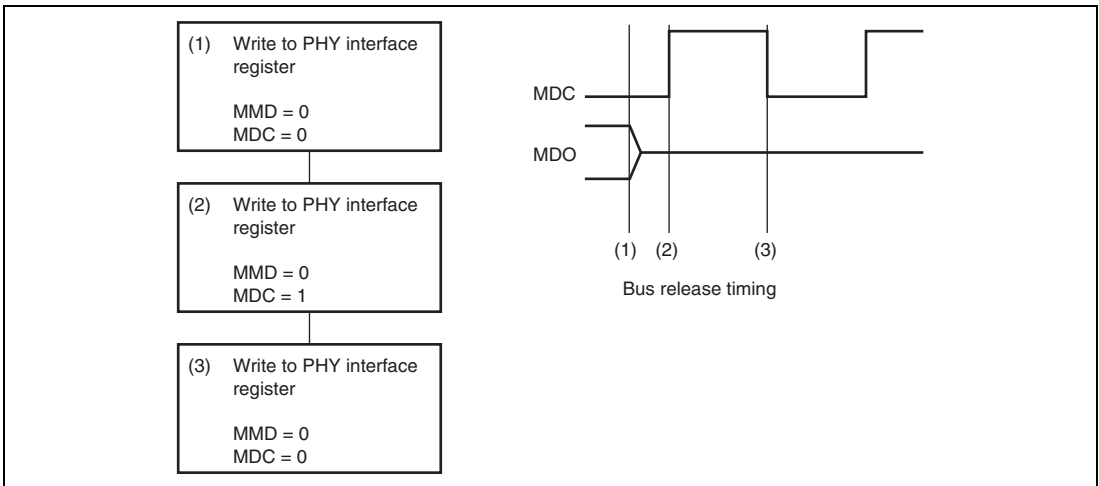 (1) Write to PHY interface
register
MMD = 0
MDC = 0
(2) Write to PHY interface
register
MMD = 0
MDC = 1
(3) Write to PHY interface
register
MMD = 0
MDC = 0
MDC
MDO
(1) (2) (3)
Bus release timing